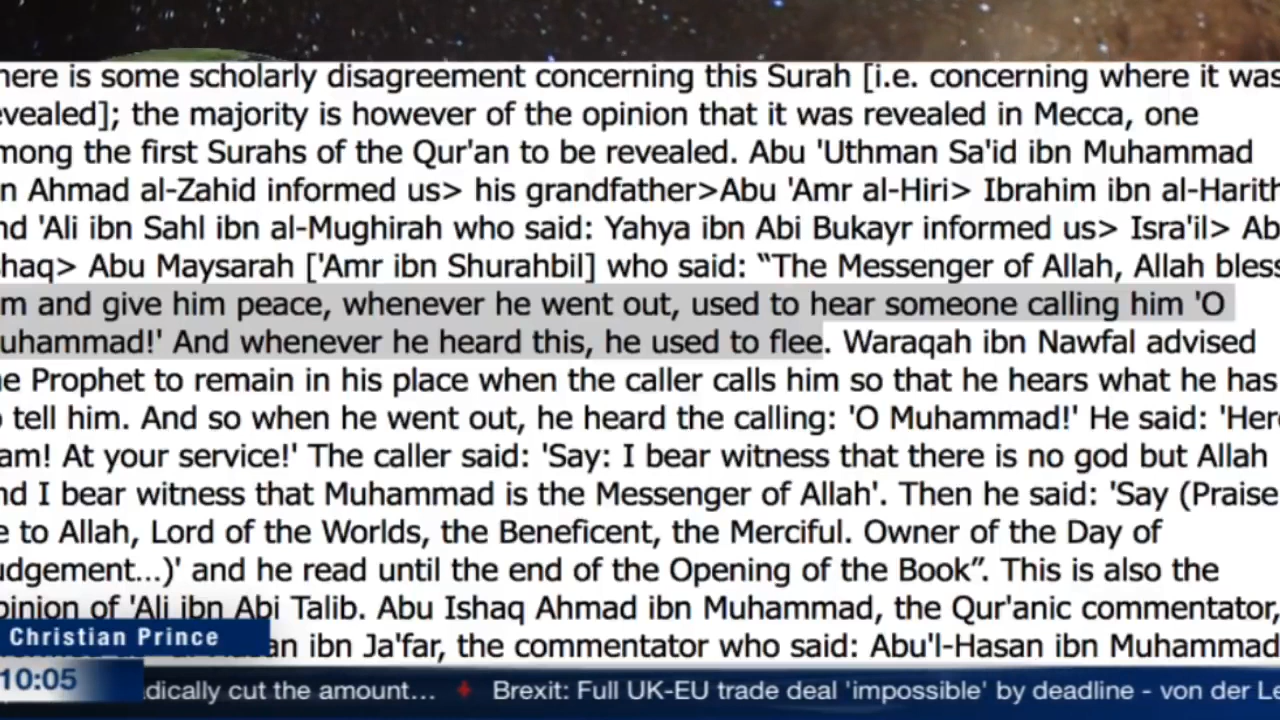 here is some scholarly disagreement concerning this Surah [i.e. concerning where it was
evealed]; the majority is however of the opinion that it was revealed in Mecca, one
mong the first Surahs of the Qur'an to be revealed. Abu 'Uthman Sa'id ibn Muhammad
n Ahmad al-Zahid informed us> his grandfather>Abu 'Amr al-Hiri> Ibrahim ibn al-Harith
nd 'Ali ibn Sahl ibn al-Mughirah who said: Yahya ibn Abi Bukayr informed us> Isra'il> Ab
shaq> Abu Maysarah ['Amr ibn Shurahbil] who said: “The Messenger of Allah, Allah bless
m and give him peace, whenever he went out, used to hear someone calling him 'O
uhammad!' And whenever he heard this, he used to flee. Waraqah ibn Nawfal advised
e Prophet to remain in his place when the caller calls him so that he hears what he has
o tell him. And so when he went out, he heard the calling: 'O Muhammad!' He said: 'Here
am! At your service!' The caller said: 'Say: I bear witness that there is no god but Allah
nd I bear witness that Muhammad is the Messenger of Allah'. Then he said: 'Say (Praise
e to Allah, Lord of the Worlds, the Beneficent, the Merciful. Owner of the Day of
udgement...)' and he read until the end of the Opening of the Book”. This is also the
pinion of 'Ali ibn Abi Talib. Abu Ishaq Ahmad ibn Muhammad, the Qur'anic commentator,
an ibn Ja'far, the commentator who said: Abu'l-Hasan ibn Muhammad
Christian Prince
10:05
dically cut the amount... Brexit: Full UK-EU trade deal 'impossible' by deadline - von der Le